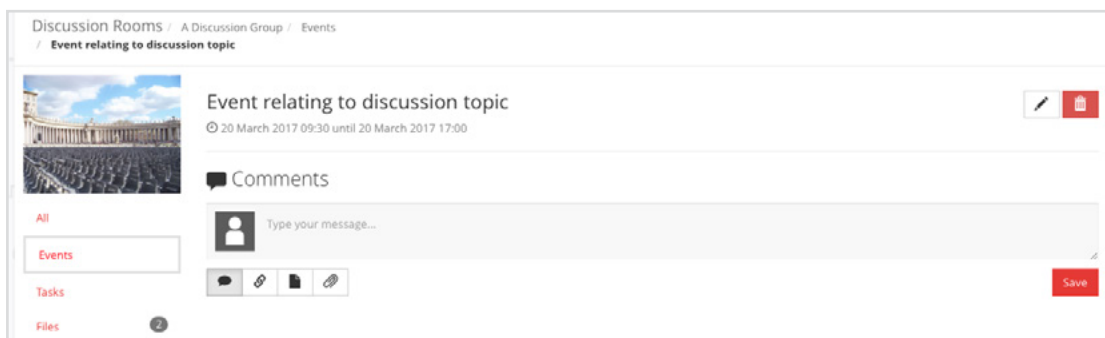 Discussion Rooms / A Discussion Group / Events
/ Event relating to discussion topic
Event relating to discussion topic
20 March 2017 09:30 until 20 March 2017 17:00
Comments
Type your message...
Save
All
Events
Tasks
Files 2